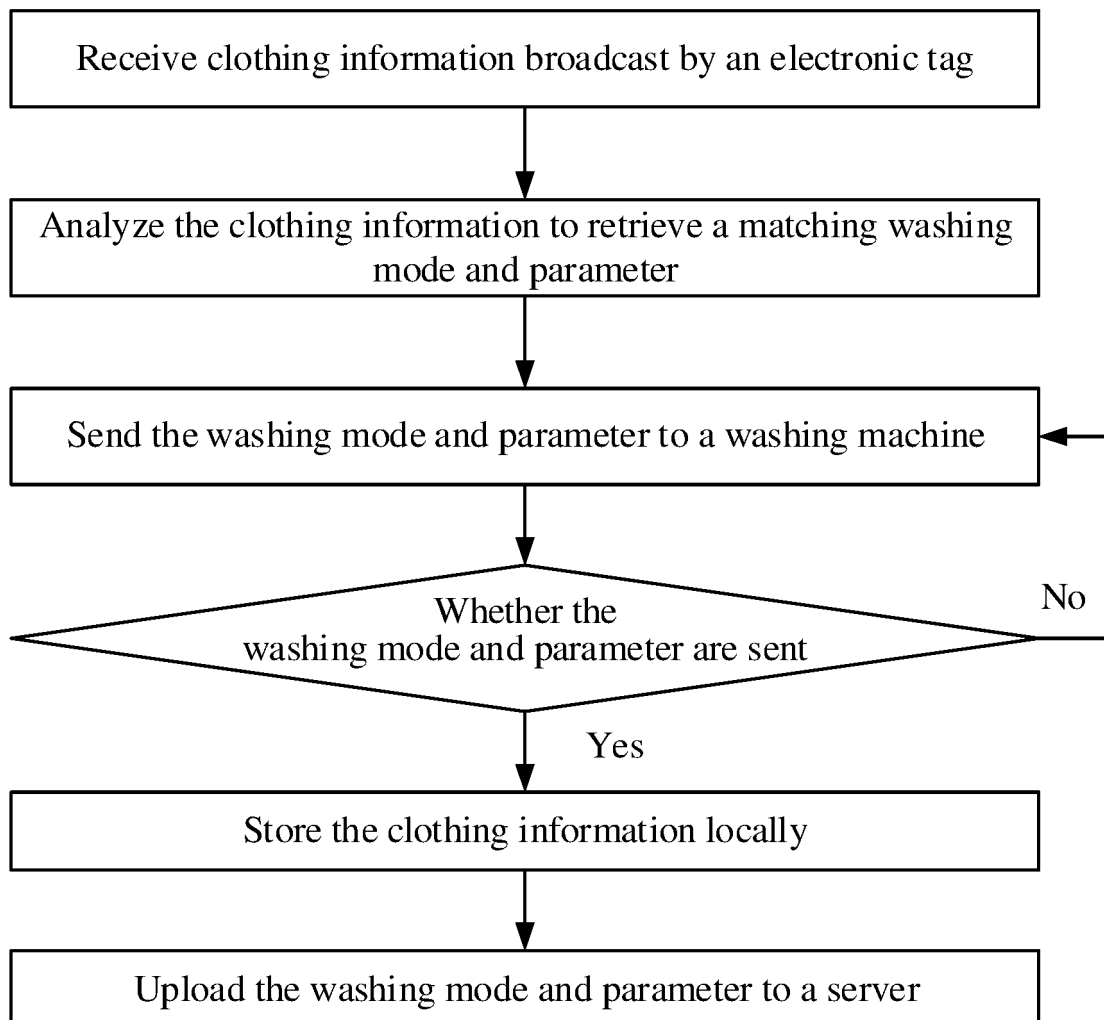 Receive clothing information broadcast by an electronic tag
Analyze the clothing information to retrieve a matching washing
mode and parameter
Send the washing mode and parameter to a washing machine
Whether the
washing mode and parameter are sent
No
Yes
Store the clothing information locally
Upload the washing mode and parameter to a server